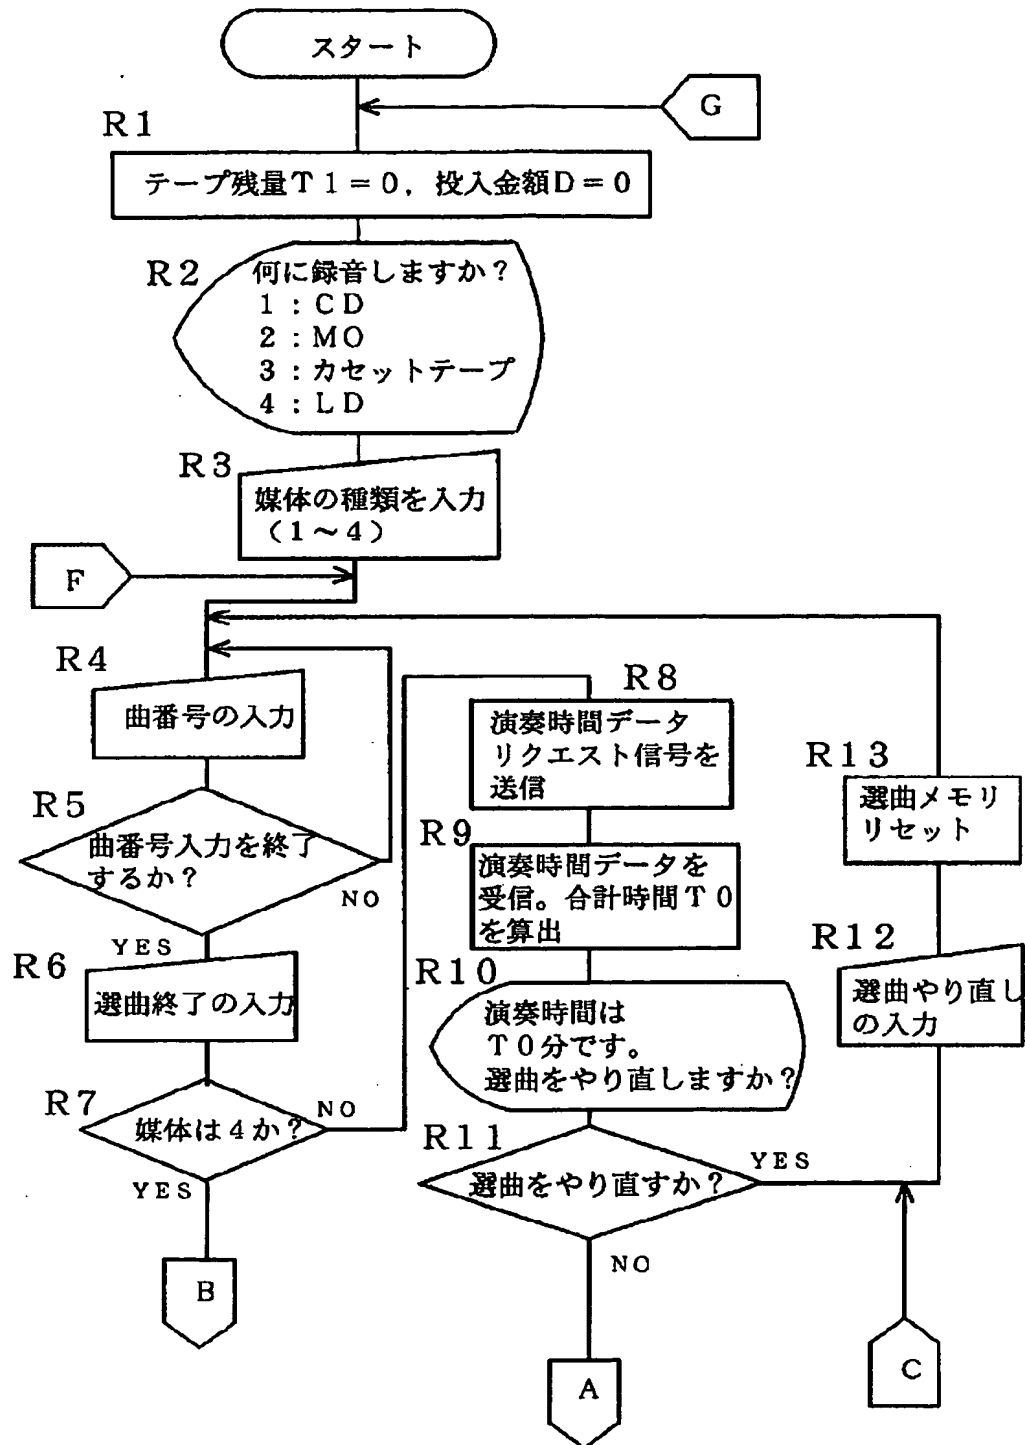 スタート
G
R1
テープ残量T1=0, 投入金額D=0
R2
何に録音しますか?
1:CD
2:MO
3:カセットテープ
4:LD
R3
媒体の種類を入力
(1~4)
F
R4
曲番号の入力
R5
曲番号入力を終了
するか?
NO
YES
R6
選曲終了の入力
R7
媒体は4か?
NO
YES
B
R8
演奏時間データ
リクエスト信号を
送信
R9
演奏時間データを
受信。合計時間T0
を算出
R10
演奏時間は
T0分です。
選曲をやり直しますか?
R11
選曲をやり直すか?
YES
NO
A
R13
選曲メモリ
リセット
R12
選曲やり直し
の入力
C